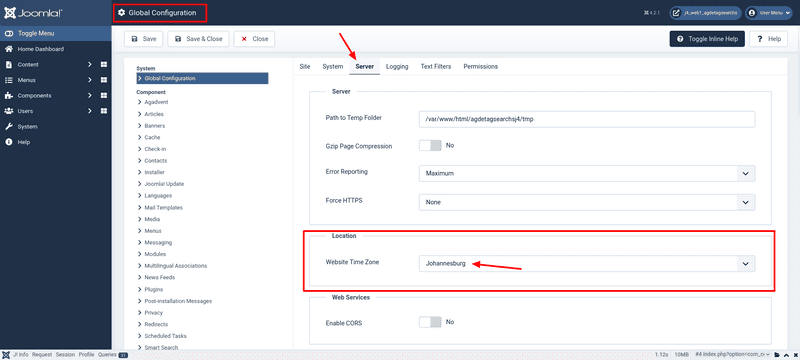 Joomla!
Global Configuration
4.2.1
j4_web1_agdetagsearchs
User Menu
Toggle Menu
Home Dashboard
Content
Menus
Components
Users
System
Help
Save
Save & Close
Close
Toggle Inline Help
Help
System
Global Configuration
Component
Agadvent
Articles
Banners
Cache
Check-in
Contacts
Installer
Joomla! Update
Languages
Mail Templates
Media
Menus
Messaging
Modules
Multilingual Associations
News Feeds
Plugins
Post-installation Messages
Privacy
Redirects
Scheduled Tasks
Smart Search
Site
System
Server
Logging
Text Filters
Permissions
Server
Path to Temp Folder
/var/www/html/agdetagsearchsj4/tmp
Gzip Page Compression
No
Error Reporting
Maximum
Force HTTPS
None
Location
Website Time Zone
Johannesburg
Web Services
Enable CORS
No
J! Info Request Session Profile Queries
1.12s 10MB #4 index.php?option=com_c